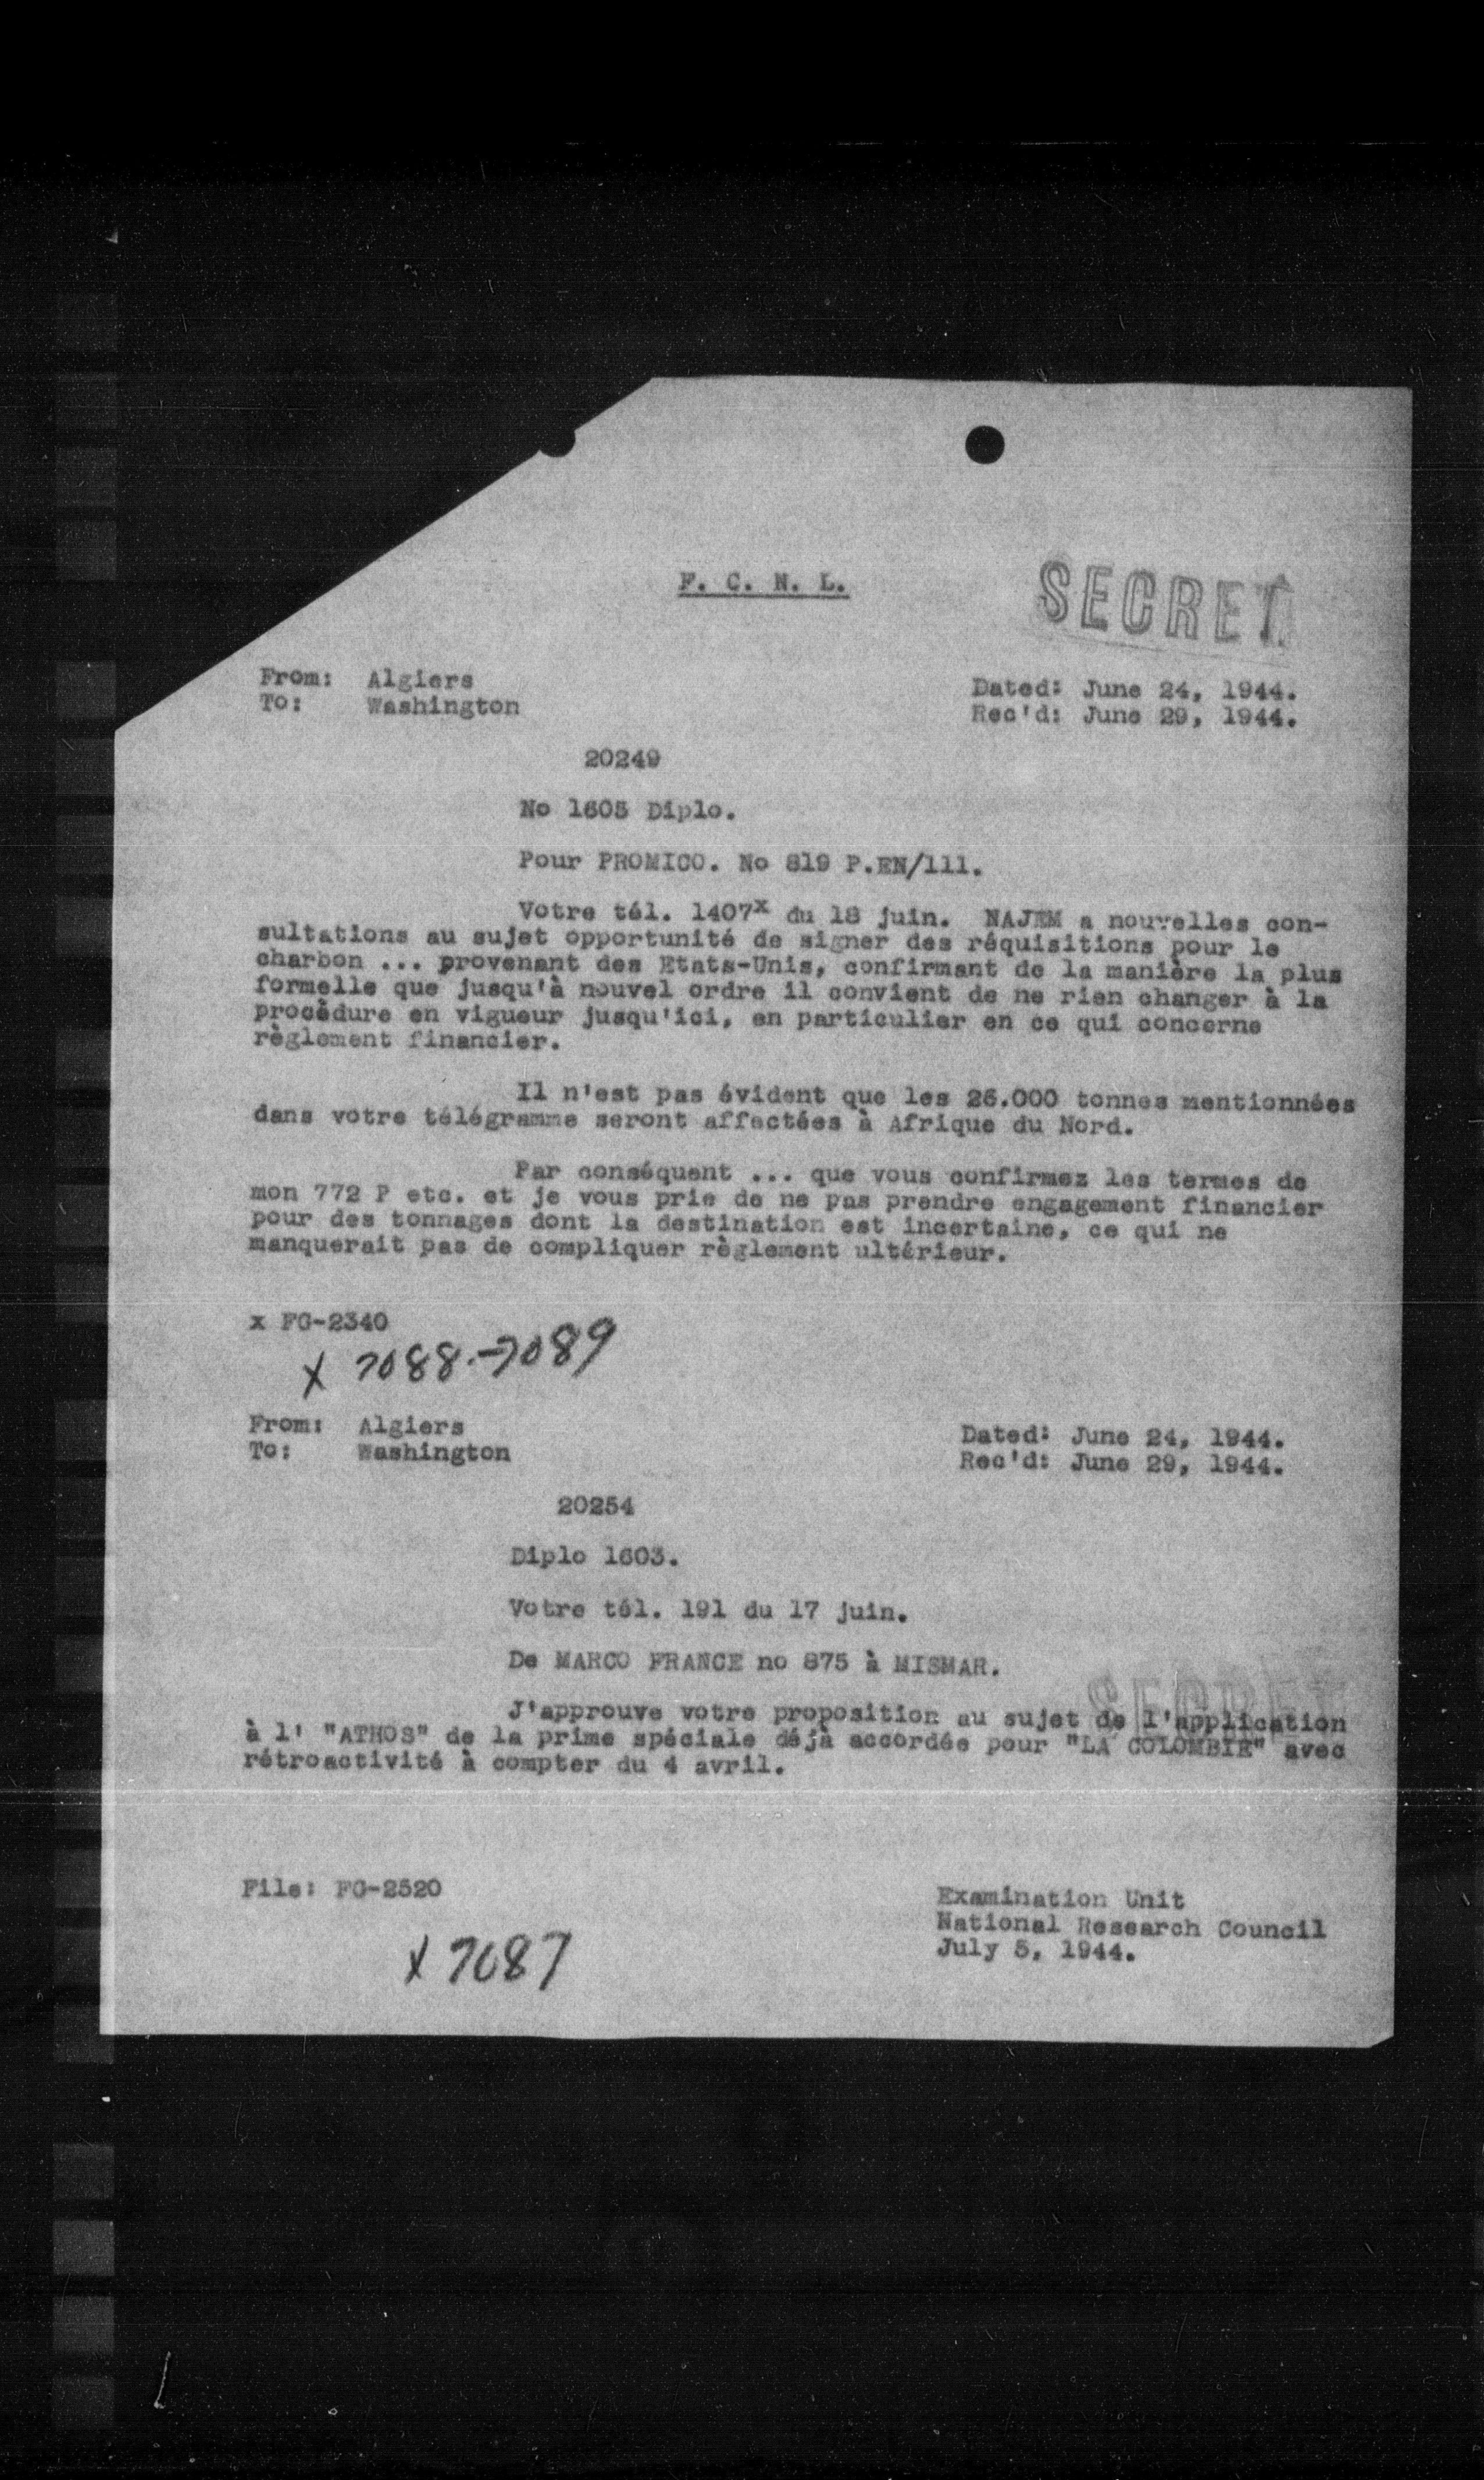 F. C. N. L.
SECRET
From: Algiers
To: Washington
Dated: June 24, 1944.
Rec'd: June 29, 1944.
20249
No 1605 Diplo.
Pour PROMICO. No 819 P.EN/111.
Votre tél. 1407x du 18 juin. NAJEM a nouvelles con-
sultations au sujet opportunité de signer des réquisitions pour le
charbon ... provenant des Etats-Unis, confirmant de la manière la plus
formelle que jusqu'à nouvel ordre il convient de ne rien changer à la
procèdure en vigueur jusqu'ici, en particulier en ce qui concerne
règlement financier.
Il n'est pas évident que les 26.000 tonnes mentionnées
dans votre télégramme seront affectées à Afrique du Nord.
Par conséquent ... que vous confirmez les termes de
mon 772 P etc. et je vous prie de ne pas prendre engagement financier
pour des tonnages dont la destination est incertaine, ce qui ne
manquerait pas de compliquer règlement ultérieur.
x FG-2340
X 7088.-7089
From: Algiers
To: Washington
Dated: June 24, 1944.
Rec'd: June 29, 1944.
20254
Diplo 1603.
Votre tél. 191 du 17 juin.
De MARCO FRANCE no 875 à MISMAR.
SECRET
J'approuve votre proposition au sujet de l'application
à l' "ATHOS" de la prime spéciale déjà accordée pour "LA COLOMBIE" avec
rétroactivité à compter du 4 avril.
File: FG-2520
X 7087
Examination Unit
National Research Council
July 5, 1944.